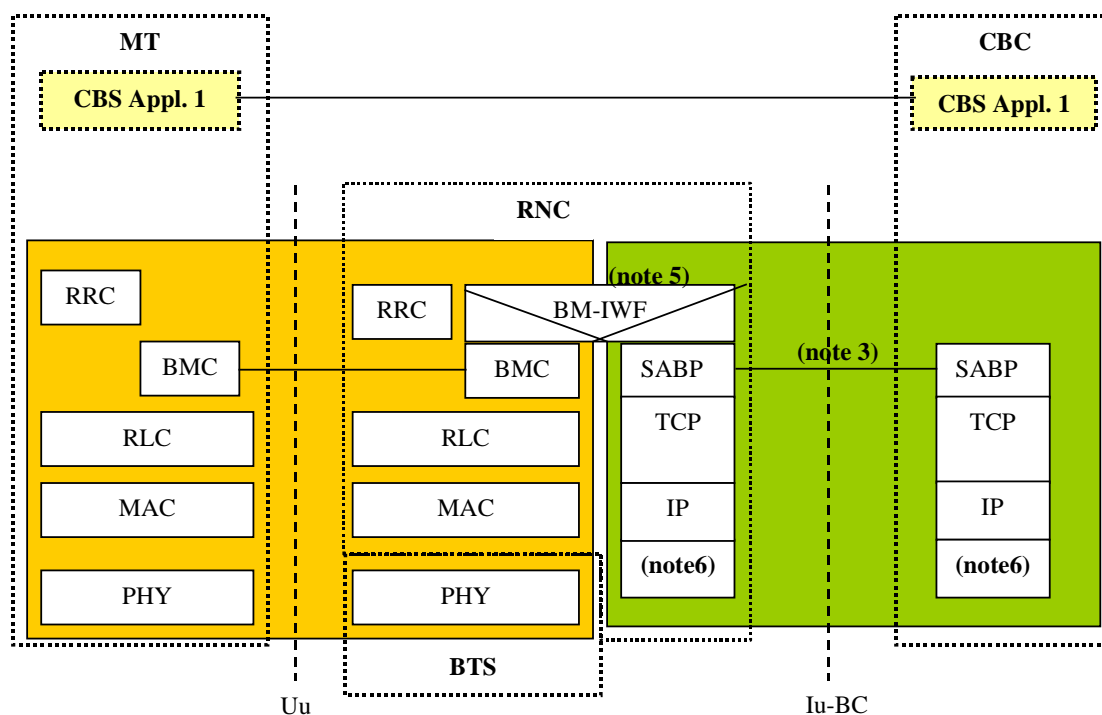 MT
CBC
CBS Appl. 1
CBS Appl. 1
RNC
(note 5)
RRC
RRC
BM-IWF
BMC
BMC
SABP
(note 3)
SABP
RLC
RLC
TCP
TCP
MAC
MAC
IP
IP
PHY
PHY
(note6)
(note6)
BTS
Uu
Iu-BC